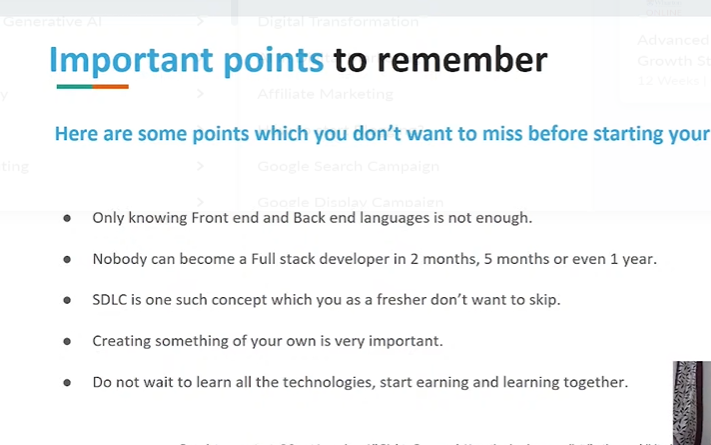 Generative AI
Digital Transformation
Important points to remember
Advanced
Growth St
12 Weeks |
Affiliate Marketing
Here are some points which you don't want to miss before starting your
ting
Google Search Campaign
Google Display Campaign
● Only knowing Front end and Back end languages is not enough.
● Nobody can become a Full stack developer in 2 months, 5 months or even 1 year.
● SDLC is one such concept which you as a fresher don't want to skip.
● Creating something of your own is very important.
● Do not wait to learn all the technologies, start earning and learning together.